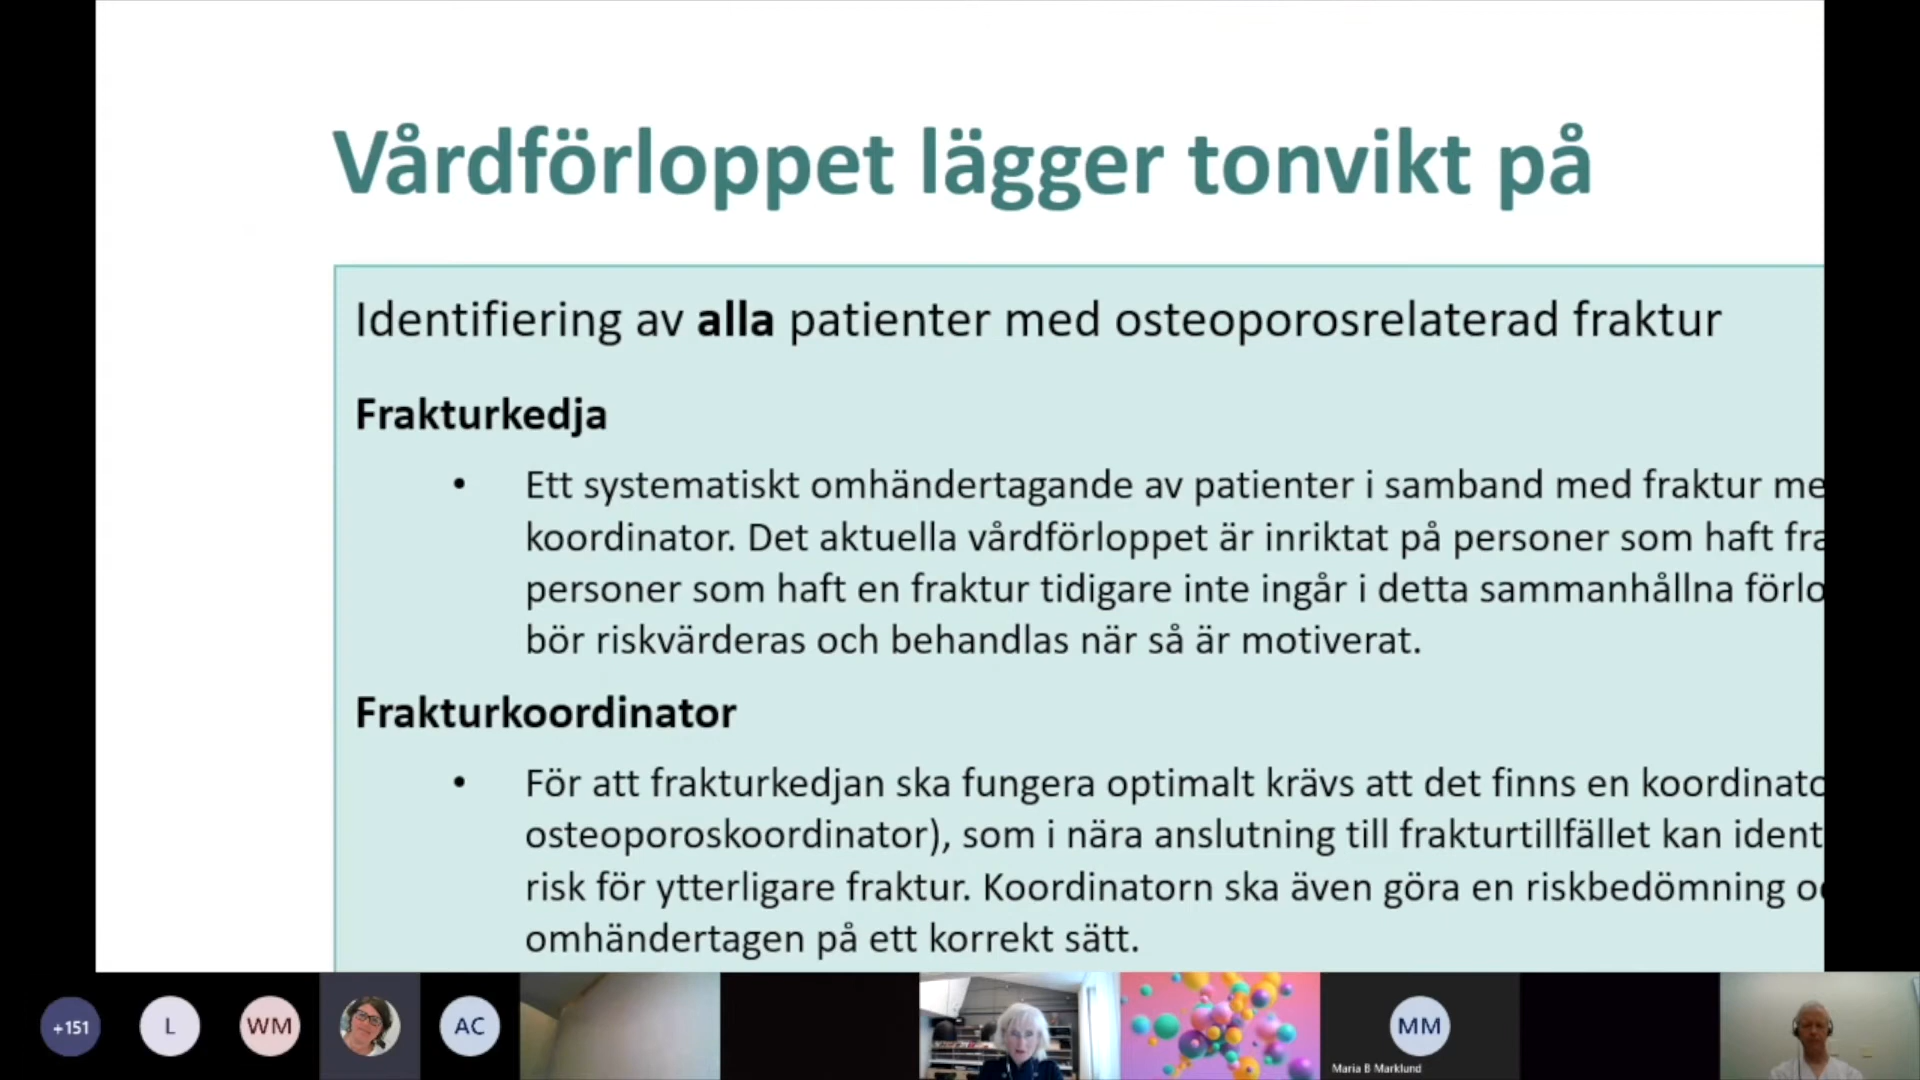 Vårdförloppet lägger tonvikt på
Identifiering av alla patienter med osteoporosrelaterad fraktur
Frakturkedja
• Ett systematiskt omhändertagande av patienter i samband med fraktur me
koordinator. Det aktuella vårdförloppet är inriktat på personer som haft fra
personer som haft en fraktur tidigare inte ingår i detta sammanhållna förlo
bör riskvärderas och behandlas när så är motiverat.
Frakturkoordinator
• För att frakturkedjan ska fungera optimalt krävs att det finns en koordinato
osteoporoskoordinator), som i nära anslutning till frakturtillfället kan ident
risk för ytterligare fraktur. Koordinatorn ska även göra en riskbedömning oc
omhändertagen på ett korrekt sätt.
+151
L
WM
AC
MM
Maria B Marklund